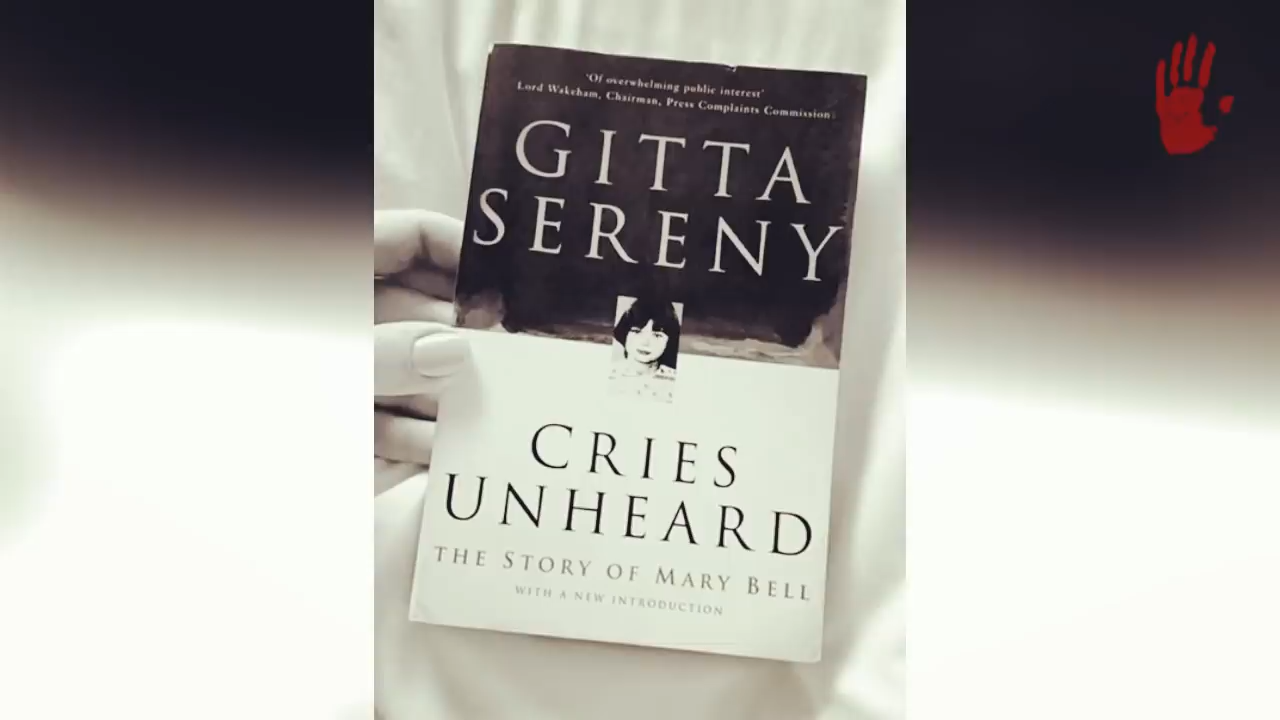 'Of overwhelming public interest'
Lord Wakeham, Chairman, Press Complaints Commission
GITTA
SERENY
CRIES
UNHEARD
THE STORY OF MARY BELL
WITH A NEW INTRODUCTION